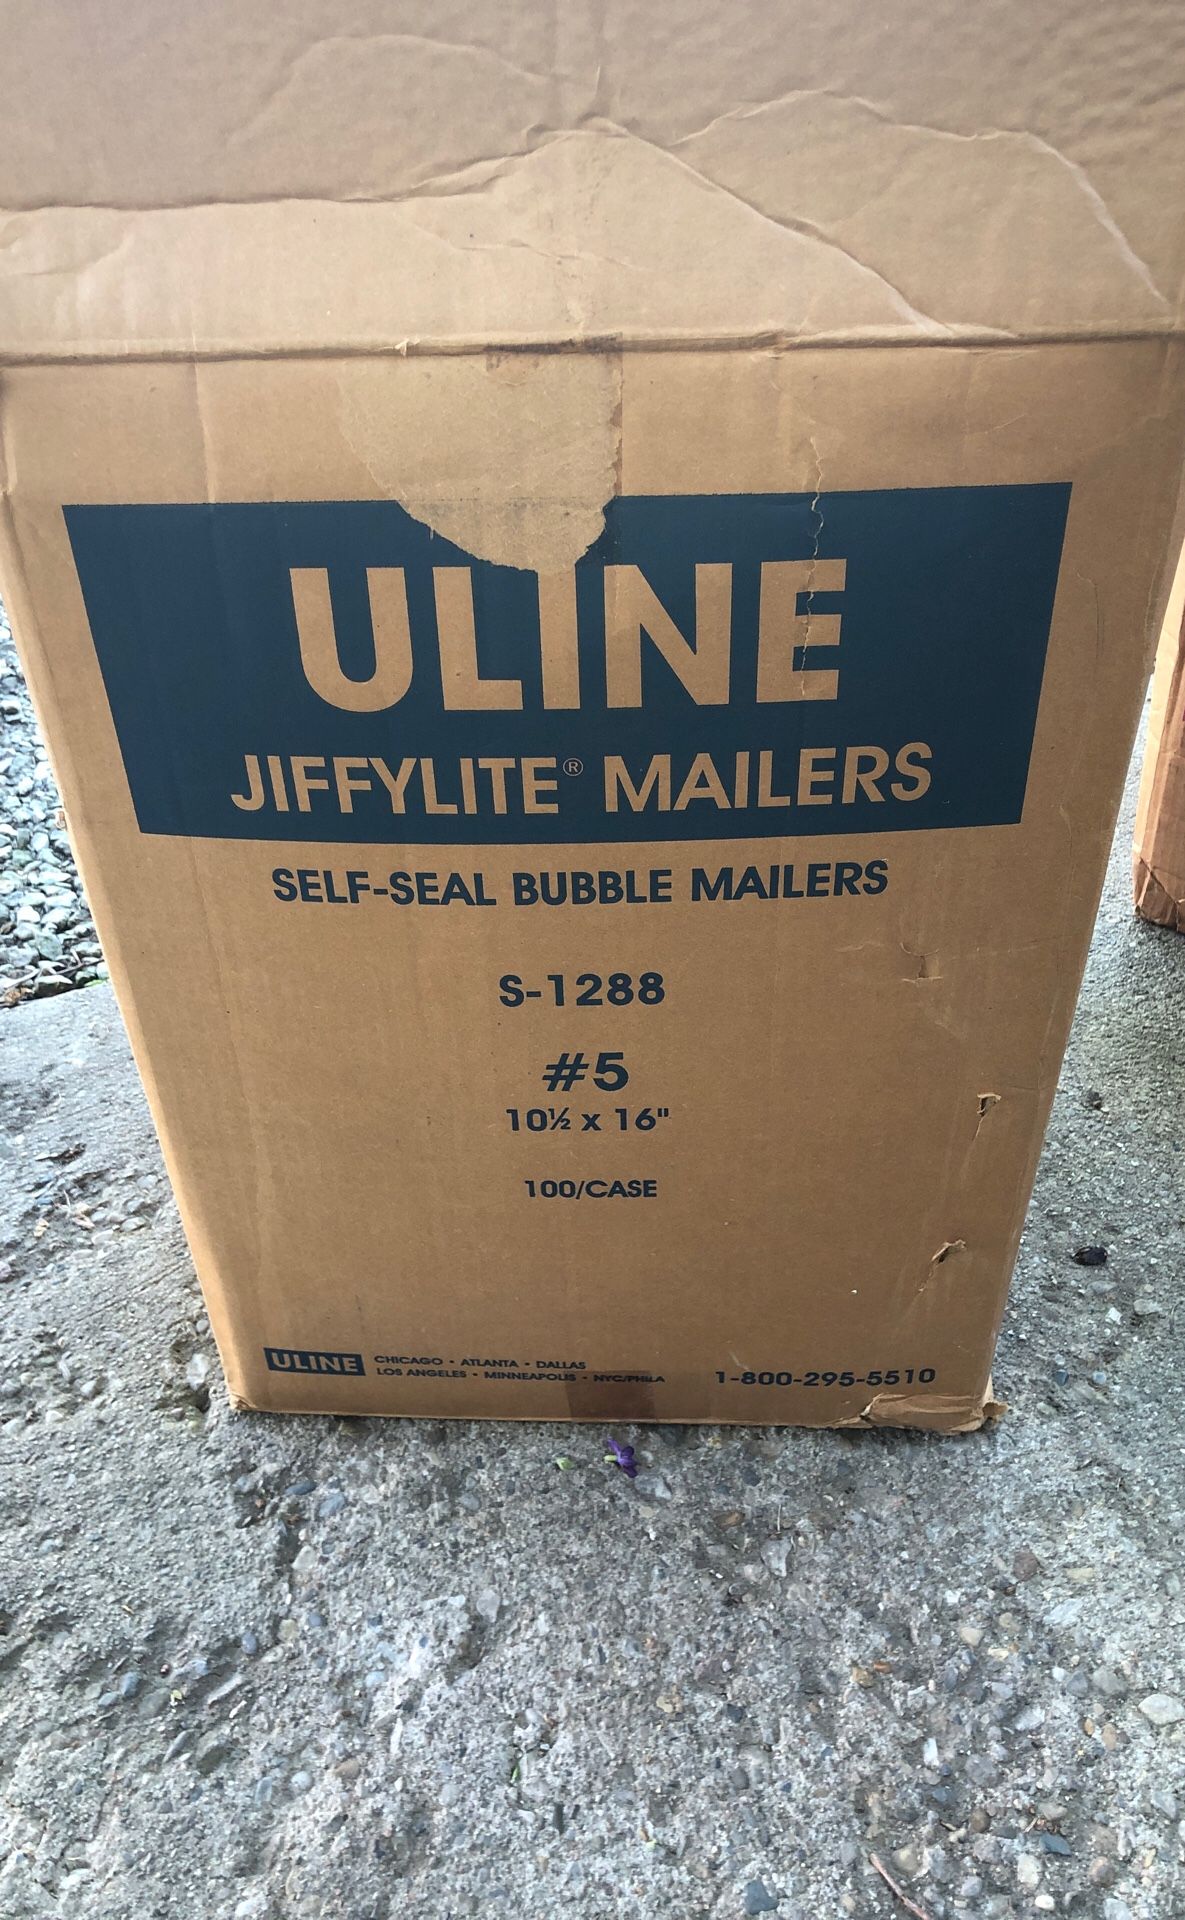 ULINE
JIFFYLITE® MAILERS
SELF-SEAL BUBBLE MAILERS
S-1288
#5
10½ x 16"
100/CASE
ULINE
CHICAGO • ATLANTA • DALLAS
LOS ANGELES • MINNEAPOLIS • NYC/PHILA
1-800-295-5510